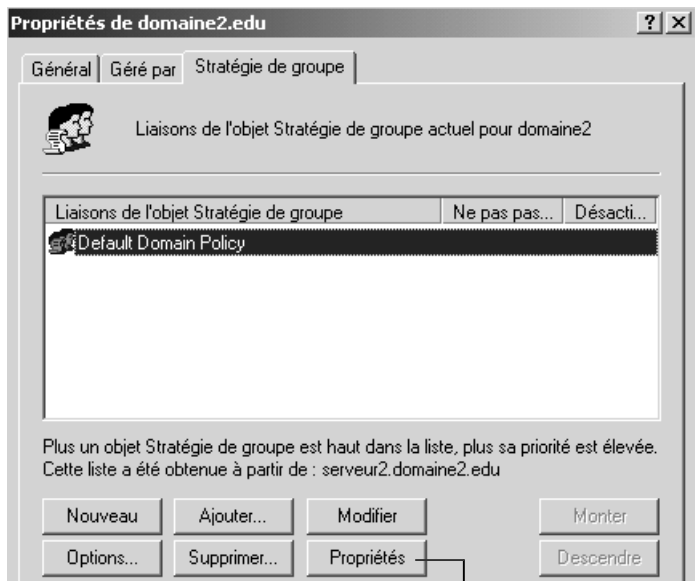 Propriétés de domaine2.edu
Général Géré par Stratégie de groupe
Liaisons de l'objet Stratégie de groupe actuel pour domaine2
Liaisons de l'objet Stratégie de groupe Ne pas pas... Désacti...
Default Domain Policy
Plus un objet Stratégie de groupe est haut dans la liste, plus sa priorité est élevée.
Cette liste a été obtenue à partir de : serveur2.domaine2.edu
Nouveau Ajouter... Modifier Monter
Options... Supprimer... Propriétés Descendre